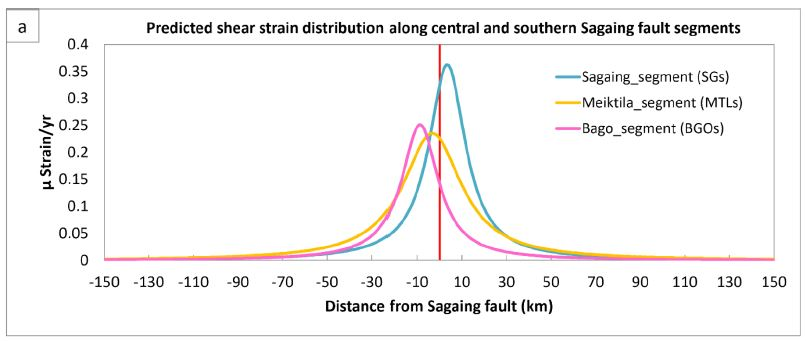 a
Predicted shear strain distribution along central and southern Sagaing fault segments
0.4
0.35
0.3
0.25
0.2
0.15
0.1
0.05
0
µ Strain/yr
Sagaing_segment (SGs)
Meiktila_segment (MTLs)
Bago_segment (BGOs)
-150 -130 -110 -90 -70 -50 -30 -10 10 30 50 70 90 110 130 150
Distance from Sagaing fault (km)